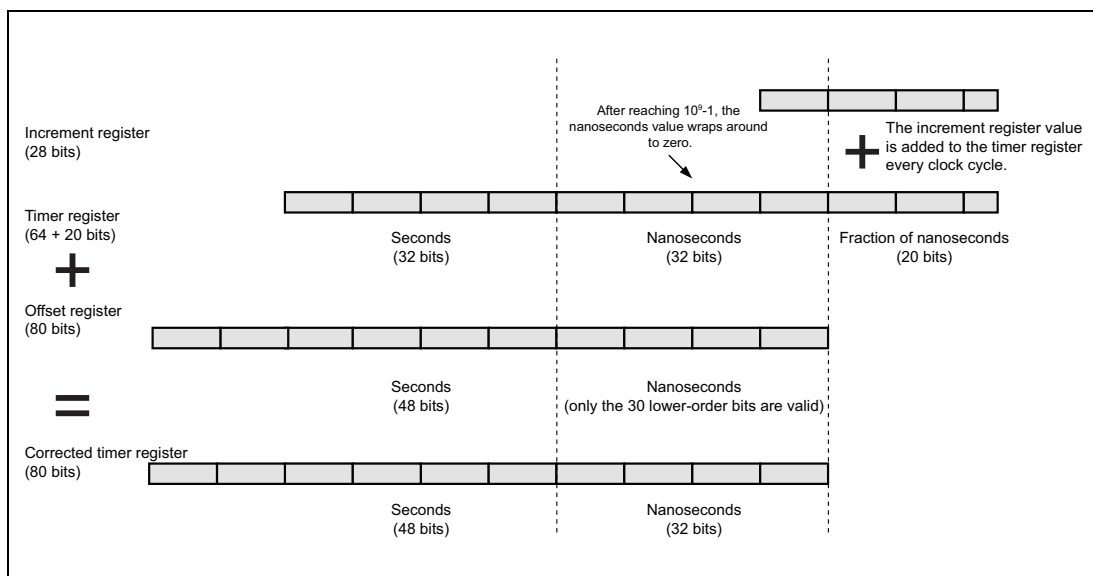 After reaching 10⁹-1, the
nanoseconds value wraps around
to zero.
Increment register
(28 bits)
+
The increment register value
is added to the timer register
every clock cycle.
Timer register
(64 + 20 bits)
Seconds
(32 bits)
Nanoseconds
(32 bits)
Fraction of nanoseconds
(20 bits)
+
Offset register
(80 bits)
Seconds
(48 bits)
Nanoseconds
(only the 30 lower-order bits are valid)
=
Corrected timer register
(80 bits)
Seconds
(48 bits)
Nanoseconds
(32 bits)